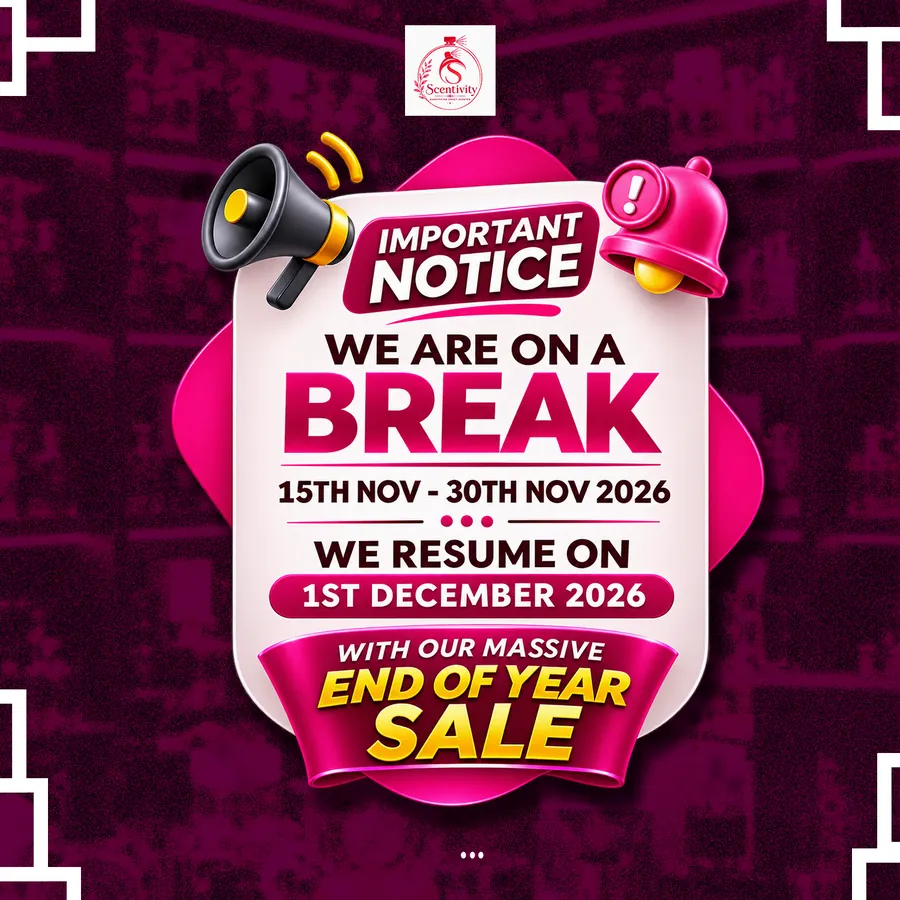 Scentivity
!
IMPORTANT
NOTICE
WE ARE ON A
BREAK
15TH NOV - 30TH NOV 2026
WE RESUME ON
1ST DECEMBER 2026
WITH OUR MASSIVE
END OF YEAR
SALE
...